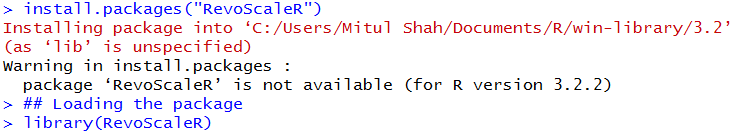 > install.packages("RevoScaleR")
Installing package into ‘C:/Users/Mitul Shah/Documents/R/win-library/3.2’
(as ‘lib’ is unspecified)
Warning in install.packages :
  package ‘RevoScaleR’ is not available (for R version 3.2.2)
> ## Loading the package
> library(RevoScaleR)